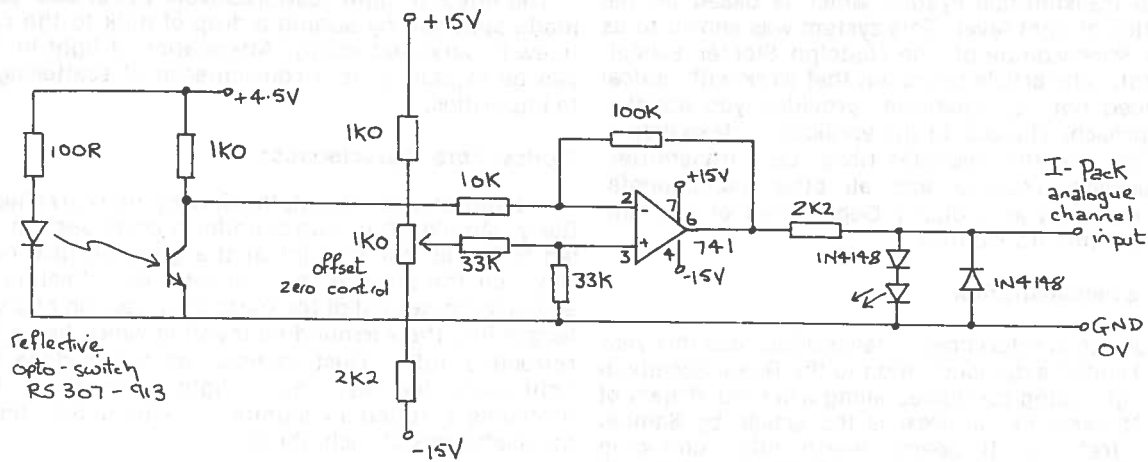 +15V
+4.5V
100R
1K0
1K0
100K
10K
+15V
I-Pack
analogue
channel
input
2
7
6
2K2
1K0
33K
3
4
741
-15V
offset
zero control
33K
1N4148
1N4148
GND
0V
reflective
opto-switch
RS 307-913
2K2
-15V
-
+